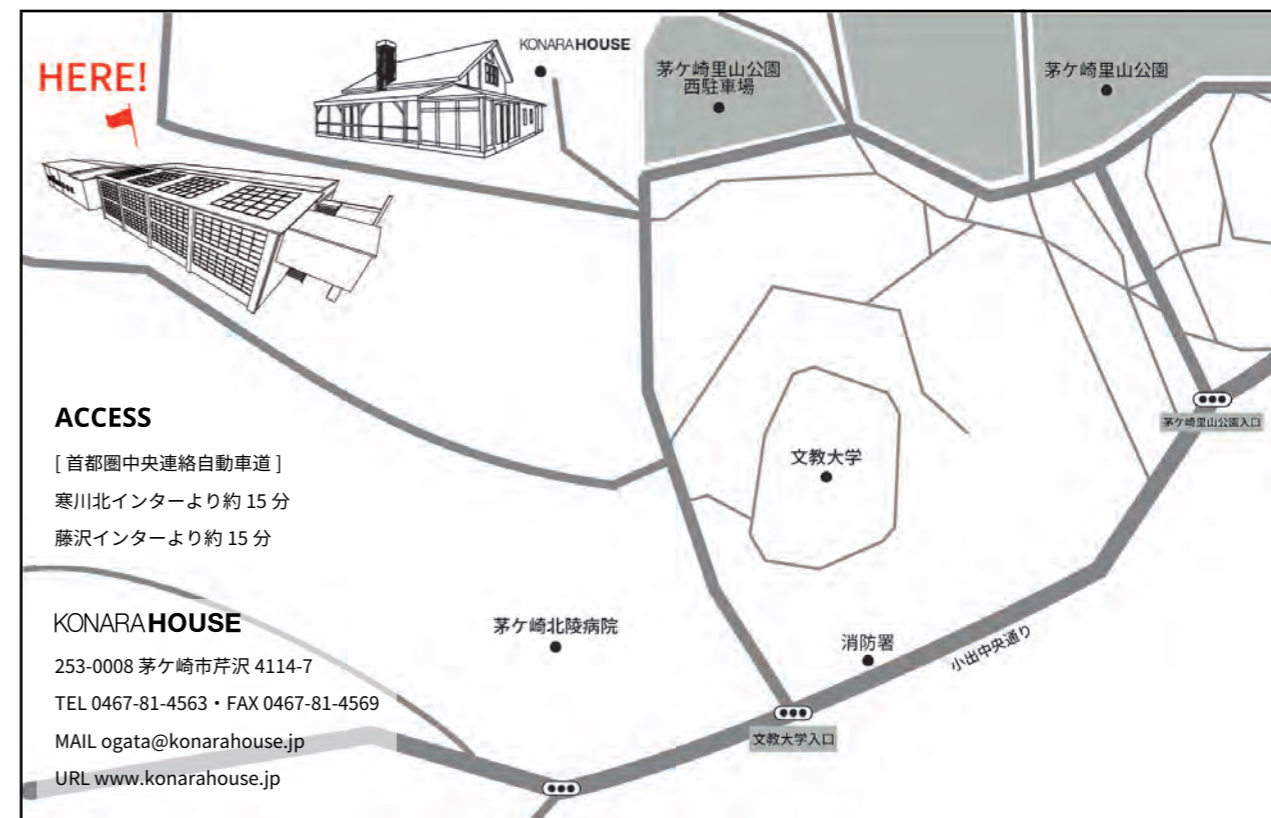 HERE!
KONARAHOUSE
茅ケ崎里山公園
西駐車場
茅ケ崎里山公園
茅ケ崎里山公園入口
文教大学
ACCESS
[ 首都圏中央連絡自動車道 ]
寒川北インターより約 15 分
藤沢インターより約 15 分
茅ケ崎北陵病院
消防署
小出中央通り
文教大学入口
KONARAHOUSE
253-0008 茅ケ崎市芹沢 4114-7
TEL 0467-81-4563・FAX 0467-81-4569
MAIL ogata@konarahouse.jp
URL www.konarahouse.jp